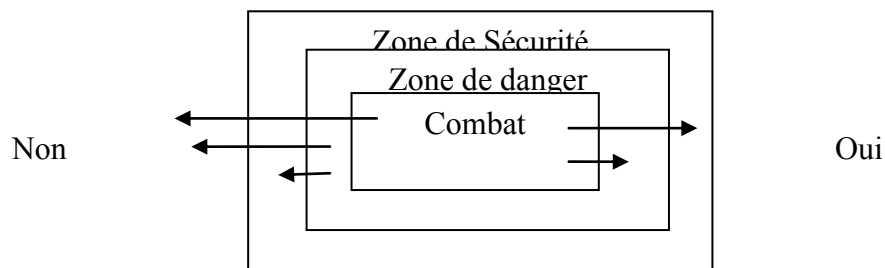 Zone de Sécurité
Zone de danger
Combat
Non
Oui